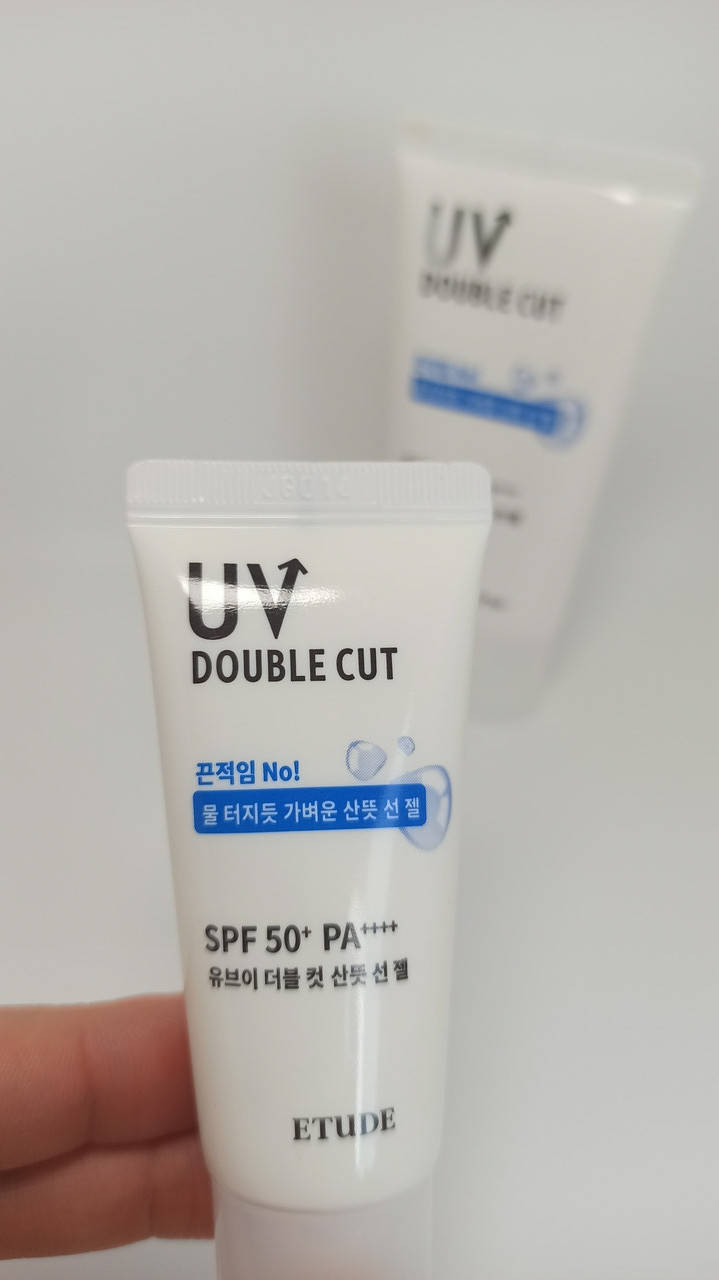 UV
DOUBLE CUT
UV
DOUBLE CUT
끈적임 No!
물 터지듯 가벼운 산뜻 선 젤
SPF 50+ PA++++
유브이 더블 컷 산뜻 선 젤
ETUDE